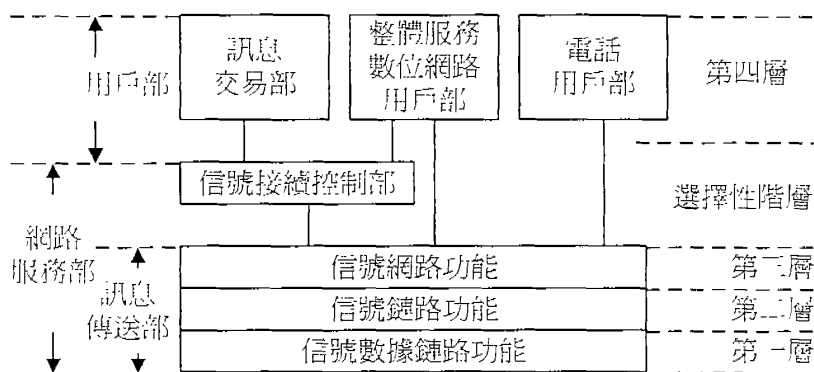 用戶部
訊息
交易部
整體服務
數位網路
用戶部
電話
用戶部
第四層
信號接續控制部
選擇性階層
網路
服務部
訊息
傳送部
信號網路功能
第三層
信號鏈路功能
第二層
信號數據鏈路功能
第一層